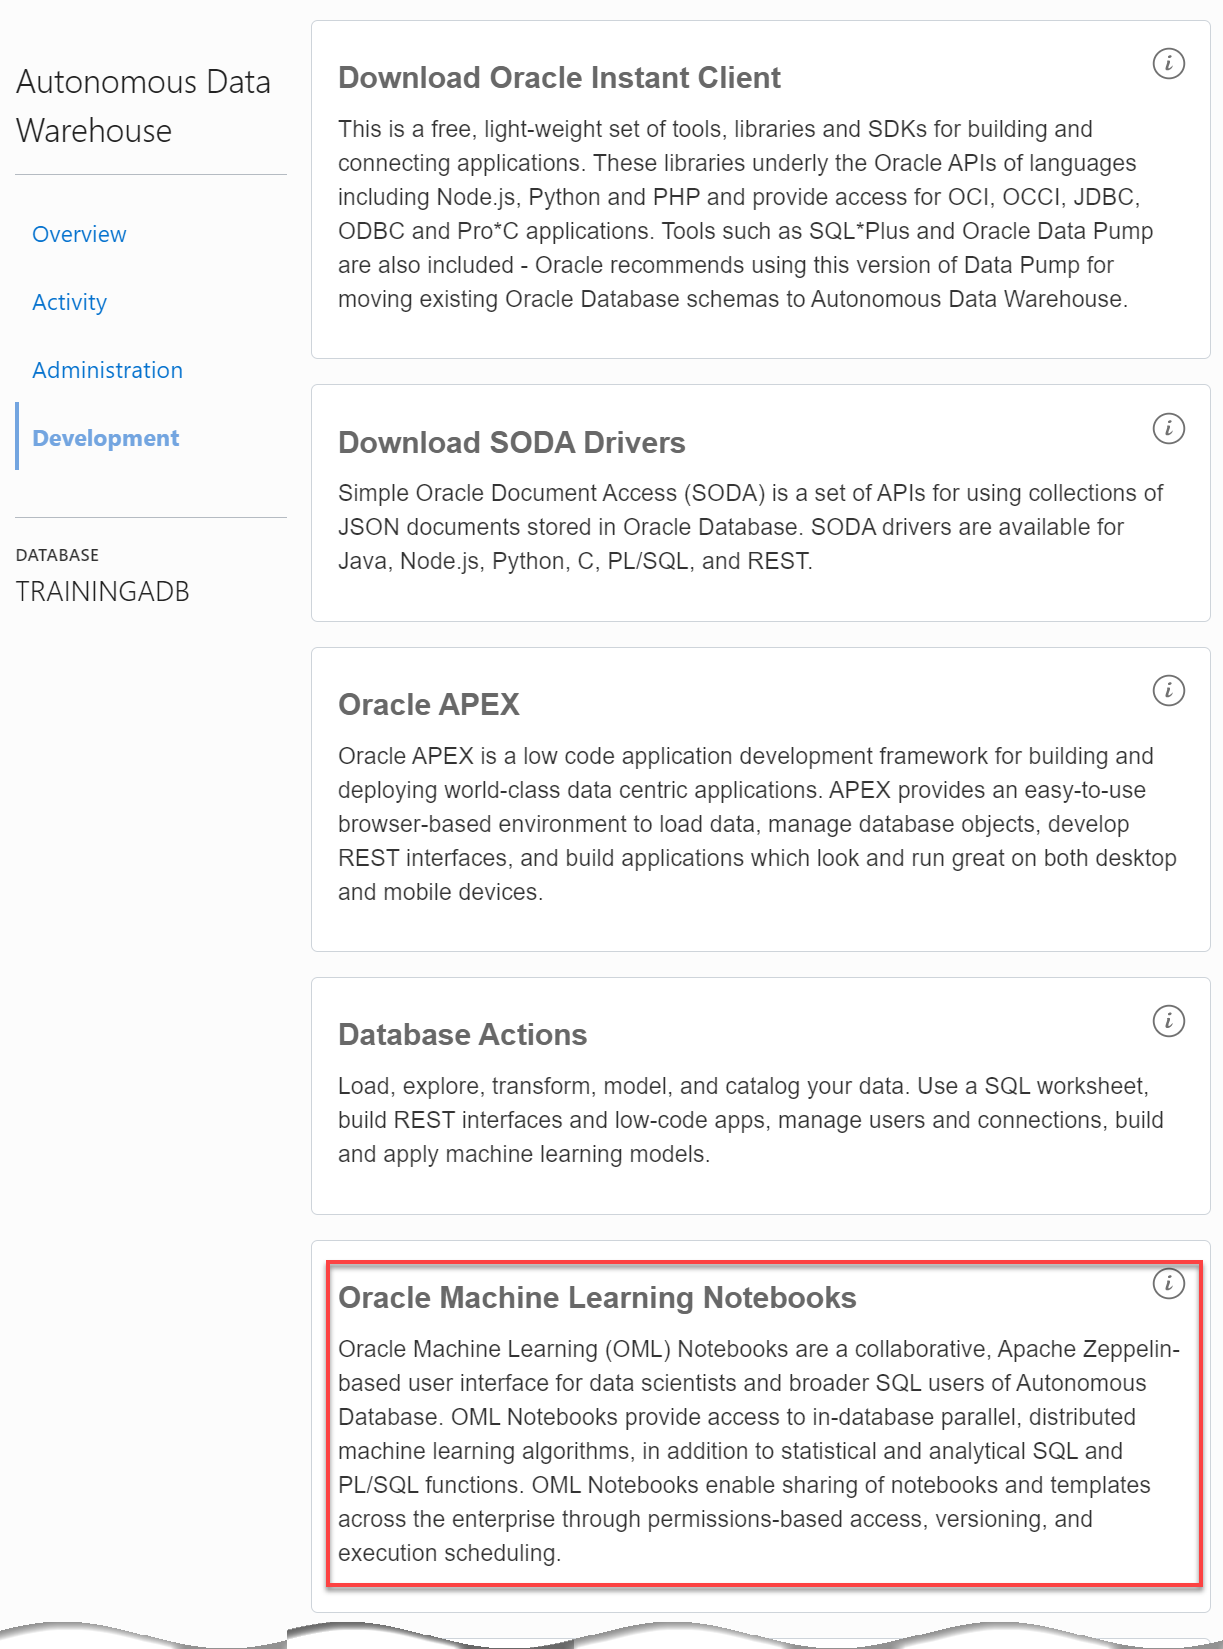 Autonomous Data
Warehouse
Overview
Activity
Administration
Development
DATABASE
TRAININGADB
Download Oracle Instant Client
This is a free, light-weight set of tools, libraries and SDKs for building and
connecting applications. These libraries underly the Oracle APIs of languages
including Node.js, Python and PHP and provide access for OCI, OCCI, JDBC,
ODBC and Pro*C applications. Tools such as SQL*Plus and Oracle Data Pump
are also included - Oracle recommends using this version of Data Pump for
moving existing Oracle Database schemas to Autonomous Data Warehouse.
Download SODA Drivers
Simple Oracle Document Access (SODA) is a set of APIs for using collections of
JSON documents stored in Oracle Database. SODA drivers are available for
Java, Node.js, Python, C, PL/SQL, and REST.
Oracle APEX
Oracle APEX is a low code application development framework for building and
deploying world-class data centric applications. APEX provides an easy-to-use
browser-based environment to load data, manage database objects, develop
REST interfaces, and build applications which look and run great on both desktop
and mobile devices.
Database Actions
Load, explore, transform, model, and catalog your data. Use a SQL worksheet,
build REST interfaces and low-code apps, manage users and connections, build
and apply machine learning models.
Oracle Machine Learning Notebooks
Oracle Machine Learning (OML) Notebooks are a collaborative, Apache Zeppelin-
based user interface for data scientists and broader SQL users of Autonomous
Database. OML Notebooks provide access to in-database parallel, distributed
machine learning algorithms, in addition to statistical and analytical SQL and
PL/SQL functions. OML Notebooks enable sharing of notebooks and templates
across the enterprise through permissions-based access, versioning, and
execution scheduling.